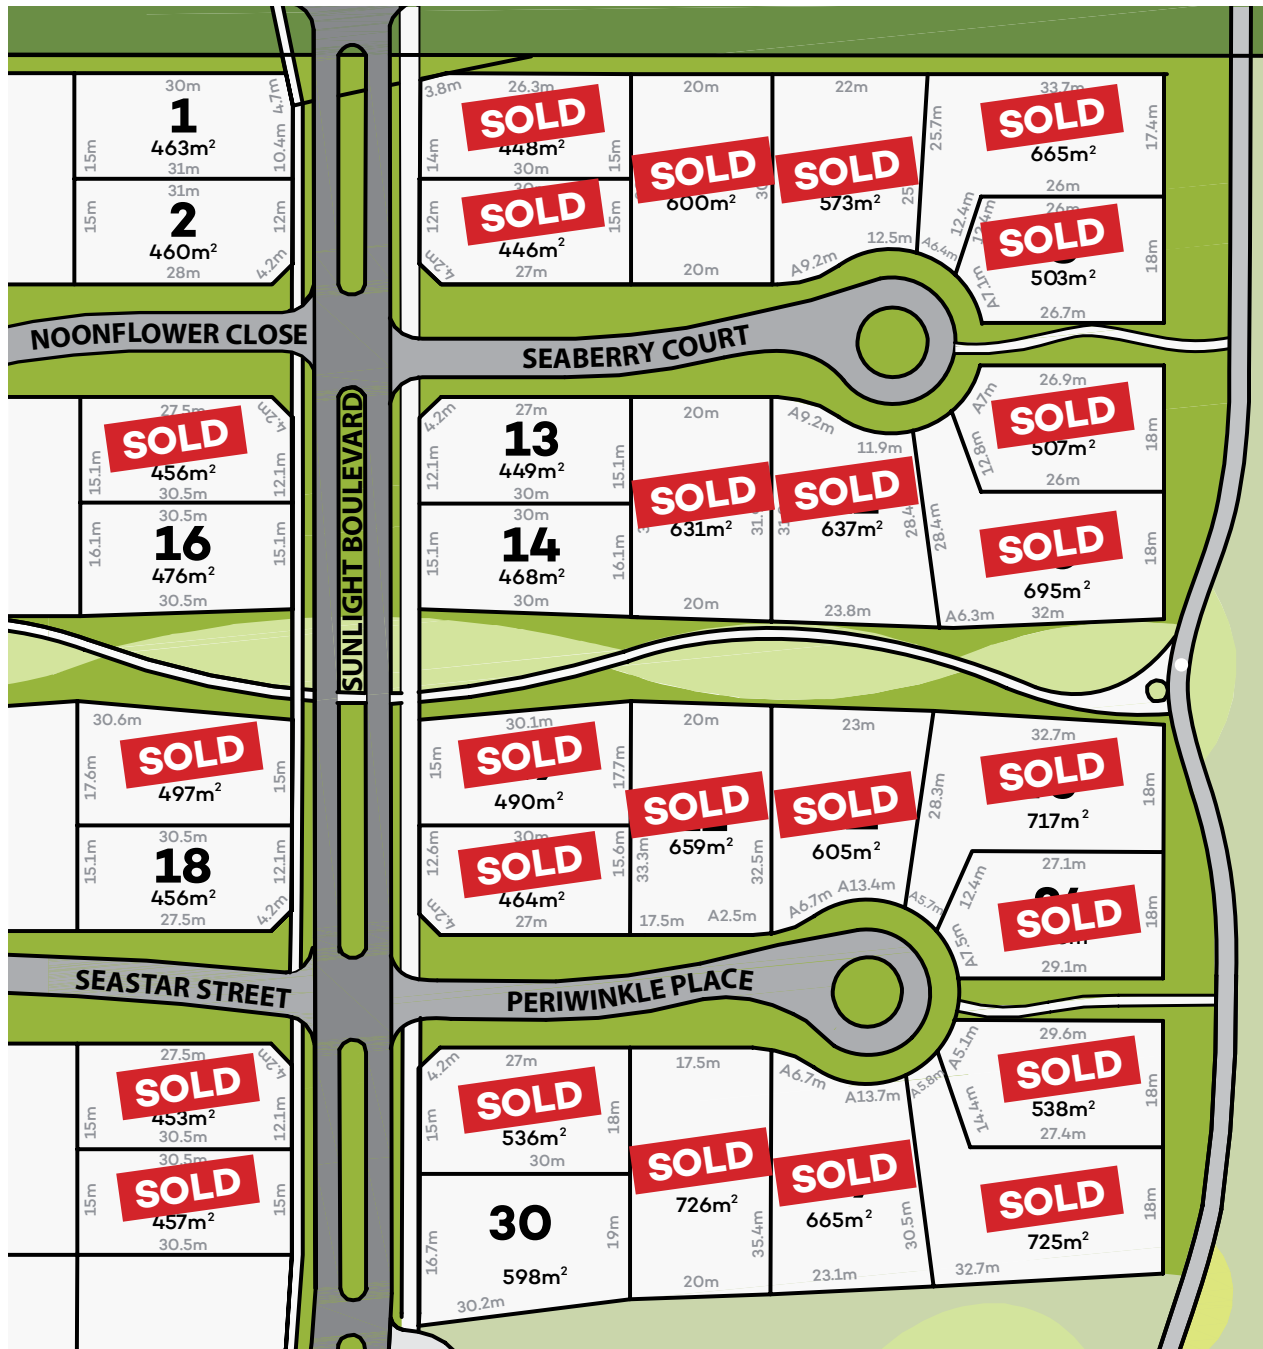 30m
1
463m²
31m
15m
10.4m
4.7m
31m
2
460m²
28m
15m
12m
4.2m
3.8m
26.3m
SOLD
448m²
30m
14m
15m
SOLD
446m²
27m
12m
15m
4.2m
20m
SOLD
600m²
20m
22m
SOLD
573m²
12.5m
A9.2m
25.7m
33.7m
SOLD
665m²
26m
17.4m
12.4m
A6.4m
26m
SOLD
503m²
26.7m
18m
A7.1m
NOONFLOWER CLOSE
SEABERRY COURT
SUNLIGHT BOULEVARD
27.5m
SOLD
456m²
30.5m
15.1m
12.1m
4.2m
30.5m
16
476m²
30.5m
16.1m
15.1m
4.2m
27m
13
449m²
30m
12.1m
15.1m
30m
14
468m²
30m
15.1m
16.1m
20m
SOLD
631m²
20m
A9.2m
11.9m
SOLD
637m²
23.8m
28.4m
A7m
26.9m
SOLD
507m²
26m
12.8m
18m
28.4m
SOLD
695m²
A6.3m
32m
18m
30.6m
SOLD
497m²
17.6m
15m
30.5m
18
456m²
27.5m
15.1m
12.1m
4.2m
30.1m
SOLD
490m²
15m
17.7m
30m
SOLD
464m²
27m
12.6m
15.6m
4.2m
20m
SOLD
659m²
33.3m
32.5m
17.5m
A2.5m
23m
SOLD
605m²
A6.7m
A13.4m
28.3m
32.7m
SOLD
717m²
18m
A5.7m
12.4m
27.1m
SOLD
29.1m
18m
A7.5m
SEASTAR STREET
PERIWINKLE PLACE
27.5m
SOLD
453m²
30.5m
15m
12.1m
4.2m
30.5m
SOLD
457m²
30.5m
15m
15m
4.2m
27m
SOLD
536m²
30m
15m
18m
30
598m²
30.2m
16.7m
19m
17.5m
SOLD
726m²
20m
35.4m
A6.7m
A13.7m
SOLD
665m²
23.1m
30.5m
A5.8m
A5.1m
29.6m
SOLD
538m²
27.4m
14.4m
18m
SOLD
725m²
32.7m
18m